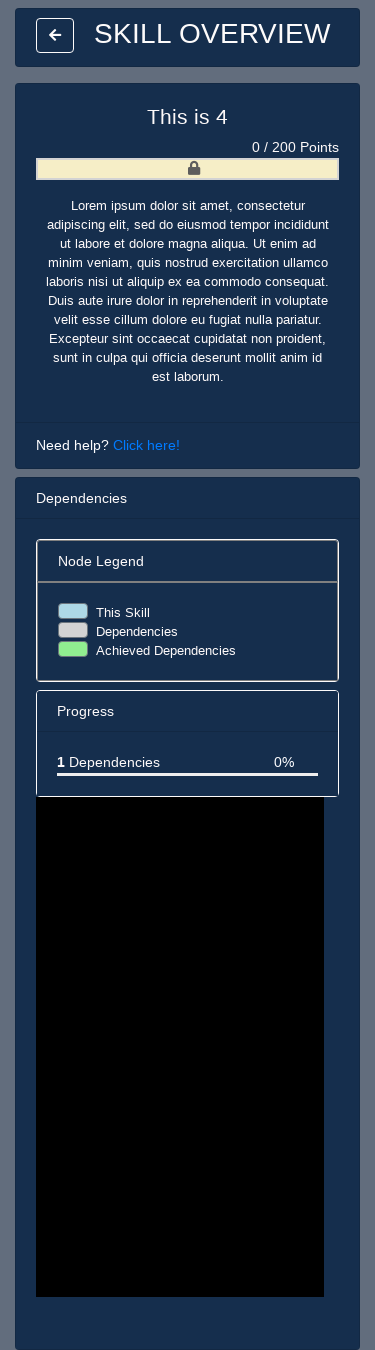 SKILL OVERVIEW
This is 4
0 / 200 Points
Lorem ipsum dolor sit amet, consectetur
adipiscing elit, sed do eiusmod tempor incididunt
ut labore et dolore magna aliqua. Ut enim ad
minim veniam, quis nostrud exercitation ullamco
laboris nisi ut aliquip ex ea commodo consequat.
Duis aute irure dolor in reprehenderit in voluptate
velit esse cillum dolore eu fugiat nulla pariatur.
Excepteur sint occaecat cupidatat non proident,
sunt in culpa qui officia deserunt mollit anim id
est laborum.
Need help? Click here!
Dependencies
Node Legend
This Skill
Dependencies
Achieved Dependencies
Progress
1 Dependencies 0%